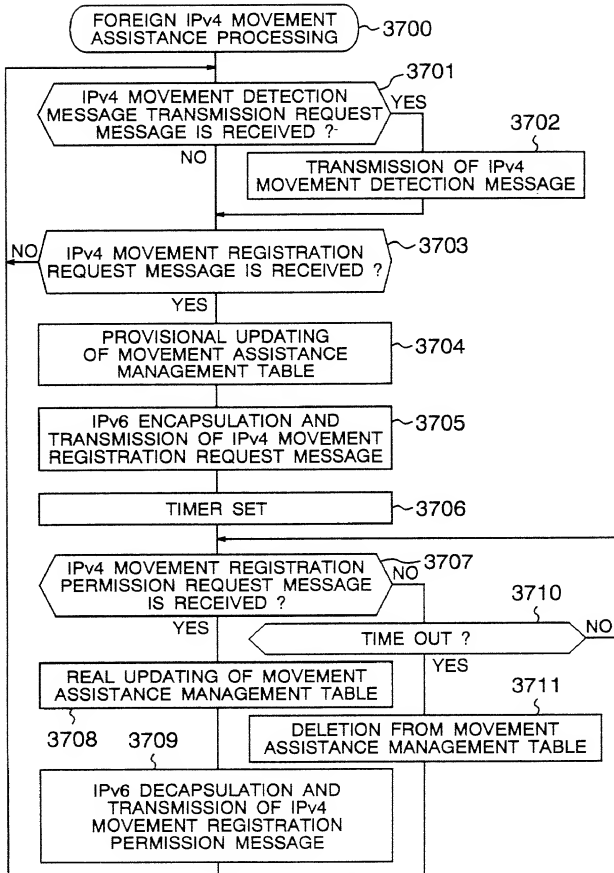 FOREIGN IPv4 MOVEMENT
ASSISTANCE PROCESSING
3700
3701
IPv4 MOVEMENT DETECTION
MESSAGE TRANSMISSION REQUEST
MESSAGE IS RECEIVED ?
YES
NO
3702
TRANSMISSION OF IPv4
MOVEMENT DETECTION MESSAGE
NO
IPv4 MOVEMENT REGISTRATION
REQUEST MESSAGE IS RECEIVED ?
3703
YES
PROVISIONAL UPDATING
OF MOVEMENT ASSISTANCE
MANAGEMENT TABLE
3704
IPv6 ENCAPSULATION AND
TRANSMISSION OF IPv4 MOVEMENT
REGISTRATION REQUEST MESSAGE
3705
TIMER SET
3706
IPv4 MOVEMENT REGISTRATION
PERMISSION REQUEST MESSAGE
IS RECEIVED ?
3707
NO
YES
3710
TIME OUT ?
NO
YES
REAL UPDATING OF MOVEMENT
ASSISTANCE MANAGEMENT TABLE
3708
3711
DELETION FROM MOVEMENT
ASSISTANCE MANAGEMENT TABLE
3709
IPv6 DECAPSULATION AND
TRANSMISSION OF IPv4
MOVEMENT REGISTRATION
PERMISSION MESSAGE